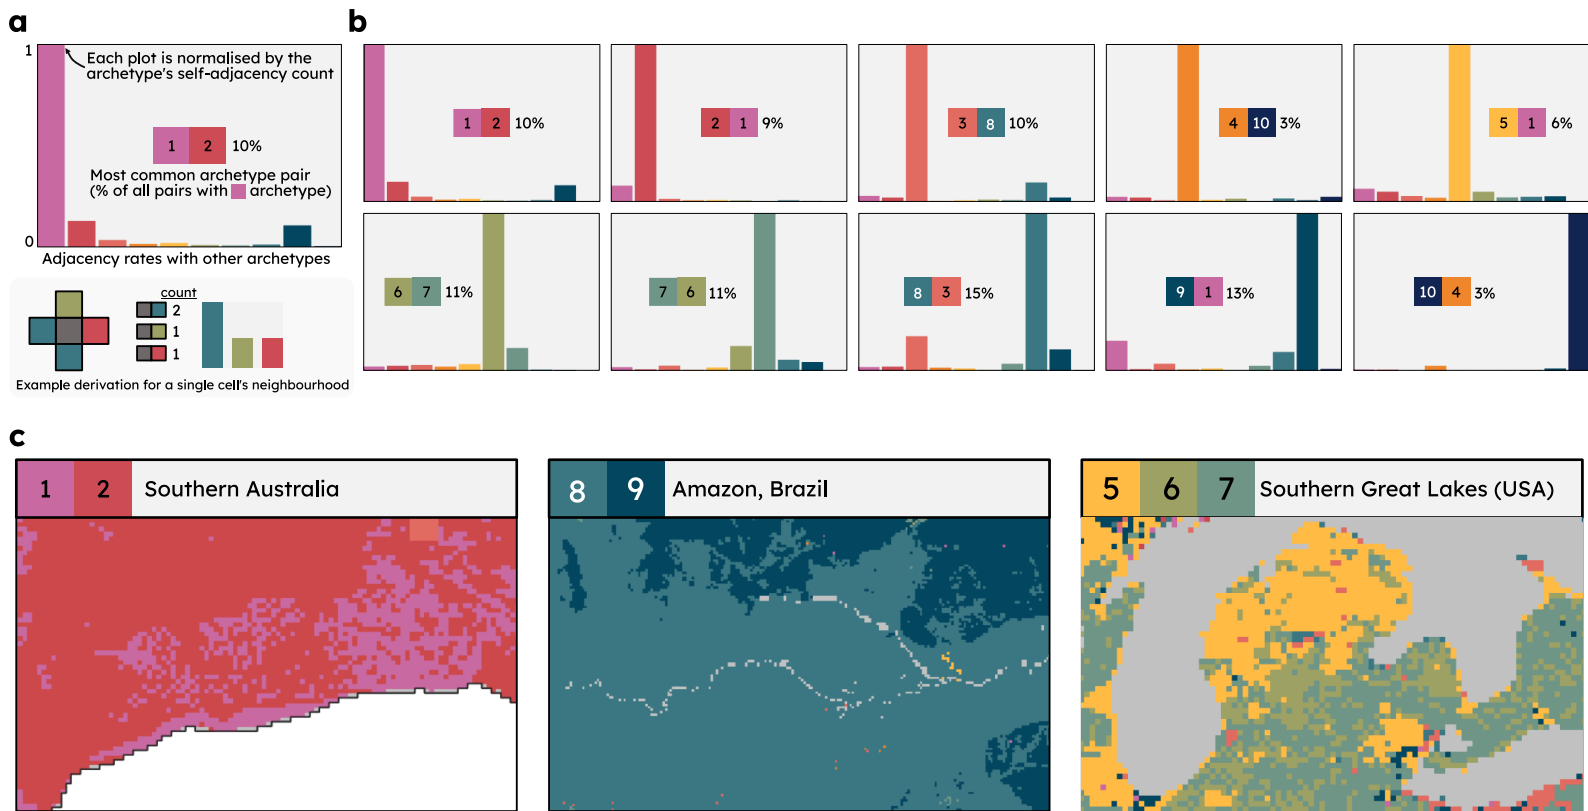 a
b
1
Each plot is normalised by the
archetype's self-adjacency count
1 2 10%
Most common archetype pair
(% of all pairs with archetype)
0
Adjacency rates with other archetypes
count
2
1
1
Example derivation for a single cell's neighbourhood
1 2 10%
2 1 9%
3 8 10%
4 10 3%
5 1 6%
6 7 11%
7 6 11%
8 3 15%
9 1 13%
10 4 3%
c
1 2 Southern Australia
8 9 Amazon, Brazil
5 6 7 Southern Great Lakes (USA)